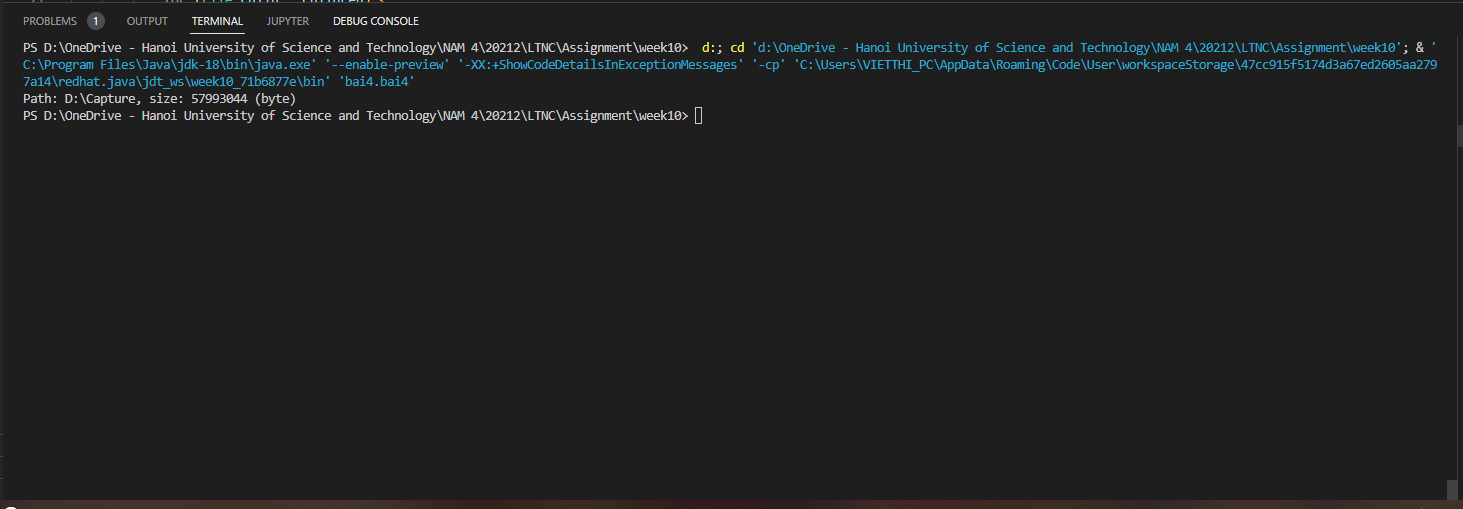 PROBLEMS 1 OUTPUT TERMINAL JUPYTER DEBUG CONSOLE
PS D:\OneDrive - Hanoi University of Science and Technology\NAM 4\20212\LTNC\Assignment\week10>  d:; cd 'd:\OneDrive - Hanoi University of Science and Technology\NAM 4\20212\LTNC\Assignment\week10'; & '
C:\Program Files\Java\jdk-18\bin\java.exe' '--enable-preview' '-XX:+ShowCodeDetailsInExceptionMessages' '-cp' 'C:\Users\VIETTHI_PC\AppData\Roaming\Code\User\workspaceStorage\47cc915f5174d3a67ed2605aa279
7a14\redhat.java\jdt_ws\week10_71b6877e\bin' 'bai4.bai4'
Path: D:\Capture, size: 57993044 (byte)
PS D:\OneDrive - Hanoi University of Science and Technology\NAM 4\20212\LTNC\Assignment\week10>